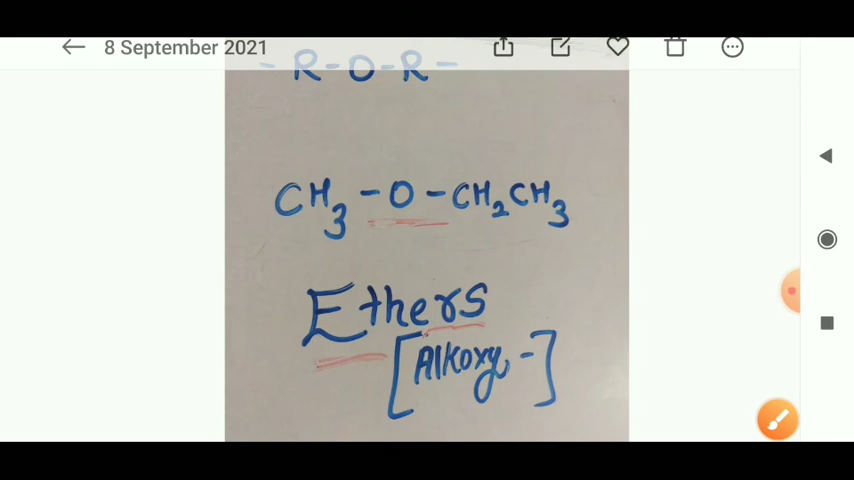 8 September 2021
- R - O - R -
CH3 - O - CH2CH3
Ethers
[Alkoxy -]